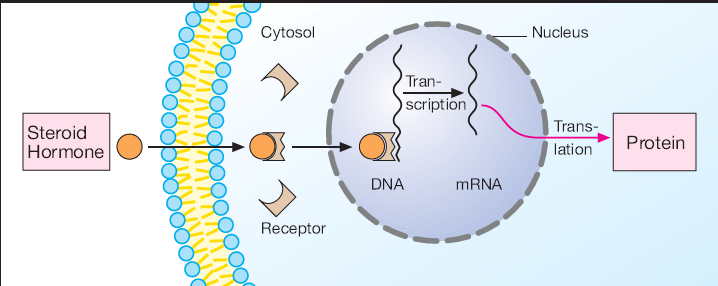 Cytosol
Nucleus
Tran-
scription
Steroid
Hormone
Trans-
lation
Protein
DNA
mRNA
Receptor